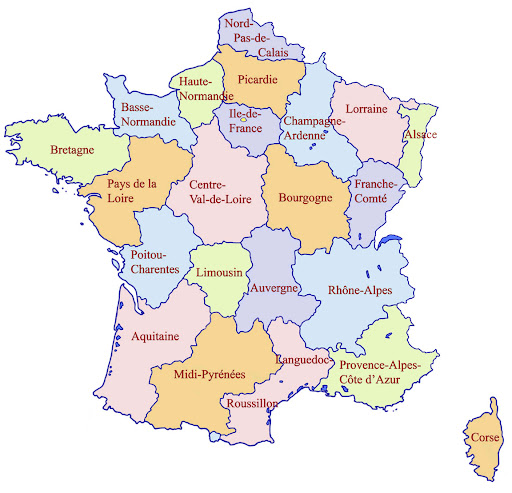 Nord-
Pas-de-
Calais
Picardie
Haute-
Normandie
Basse-
Normandie
Ile-de-
France
Champagne-
Ardenne
Lorraine
Alsace
Bretagne
Pays de la
Loire
Centre-
Val-de-Loire
Bourgogne
Franche-
Comté
Poitou-
Charentes
Limousin
Auvergne
Rhône-Alpes
Aquitaine
Midi-Pyrénées
Languedoc-
Roussillon
Provence-Alpes-
Côte d'Azur
Corse